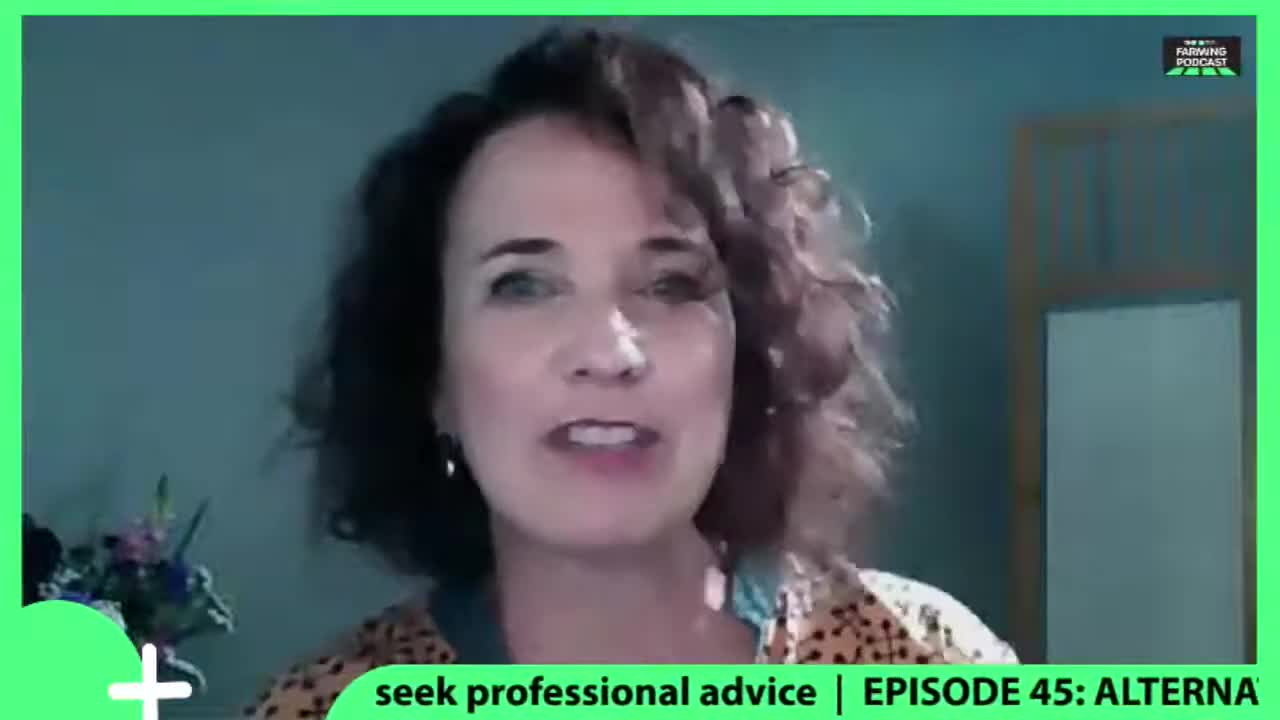 FARMING
PODCAST
seek professional advice | EPISODE 45: ALTERNA